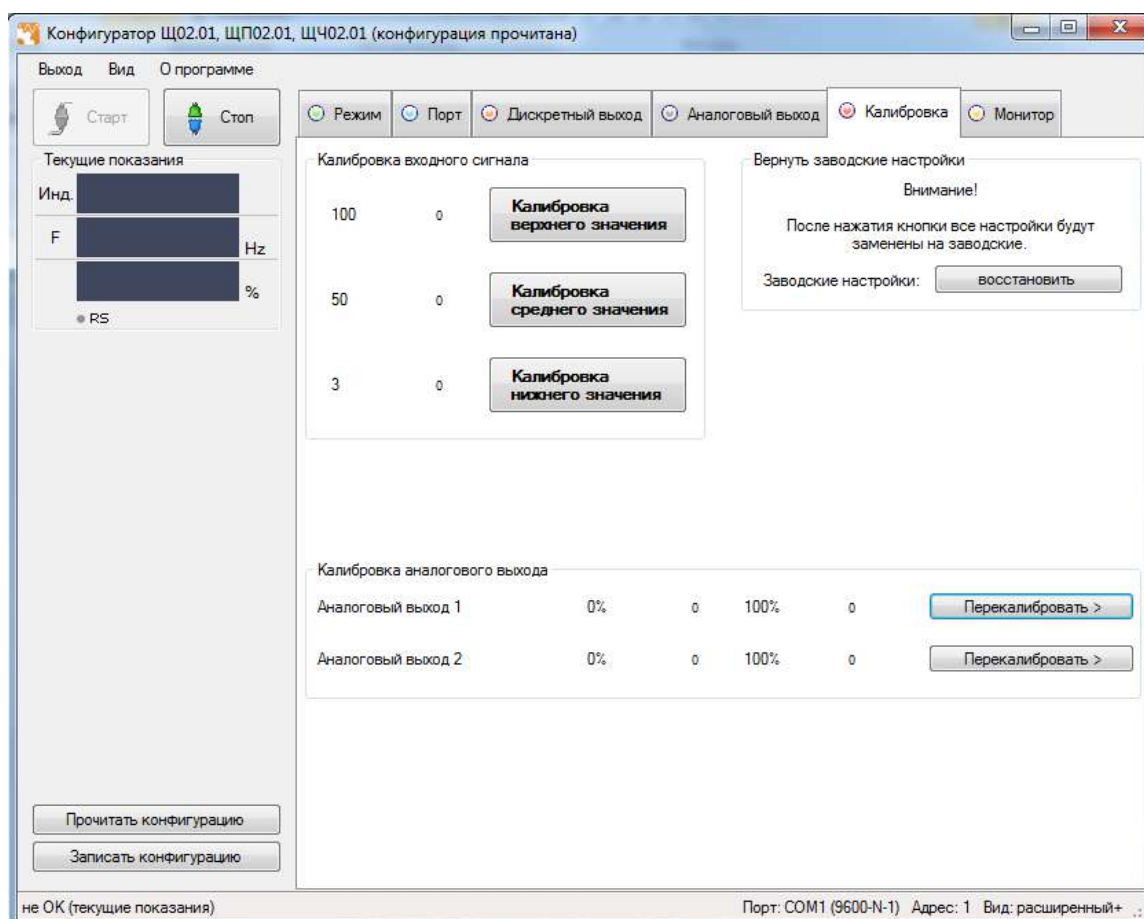 Конфигуратор Щ02.01, ЩП02.01, ЩЧ02.01 (конфигурация прочитана)
Выход Вид О программе
Старт Стоп
Текущие показания
Инд.
F Hz
%
RS
Прочитать конфигурацию
Записать конфигурацию
Режим Порт Дискретный выход Аналоговый выход Калибровка Монитор
Калибровка входного сигнала
100 0 Калибровка
верхнего значения
50 0 Калибровка
среднего значения
3 0 Калибровка
нижнего значения
Вернуть заводские настройки
Внимание!
После нажатия кнопки все настройки будут
заменены на заводские.
Заводские настройки: восстановить
Калибровка аналогового выхода
Аналоговый выход 1 0% 0 100% 0 Перекалибровать >
Аналоговый выход 2 0% 0 100% 0 Перекалибровать >
не OK (текущие показания) Порт: COM1 (9600-N-1) Адрес: 1 Вид: расширенный+